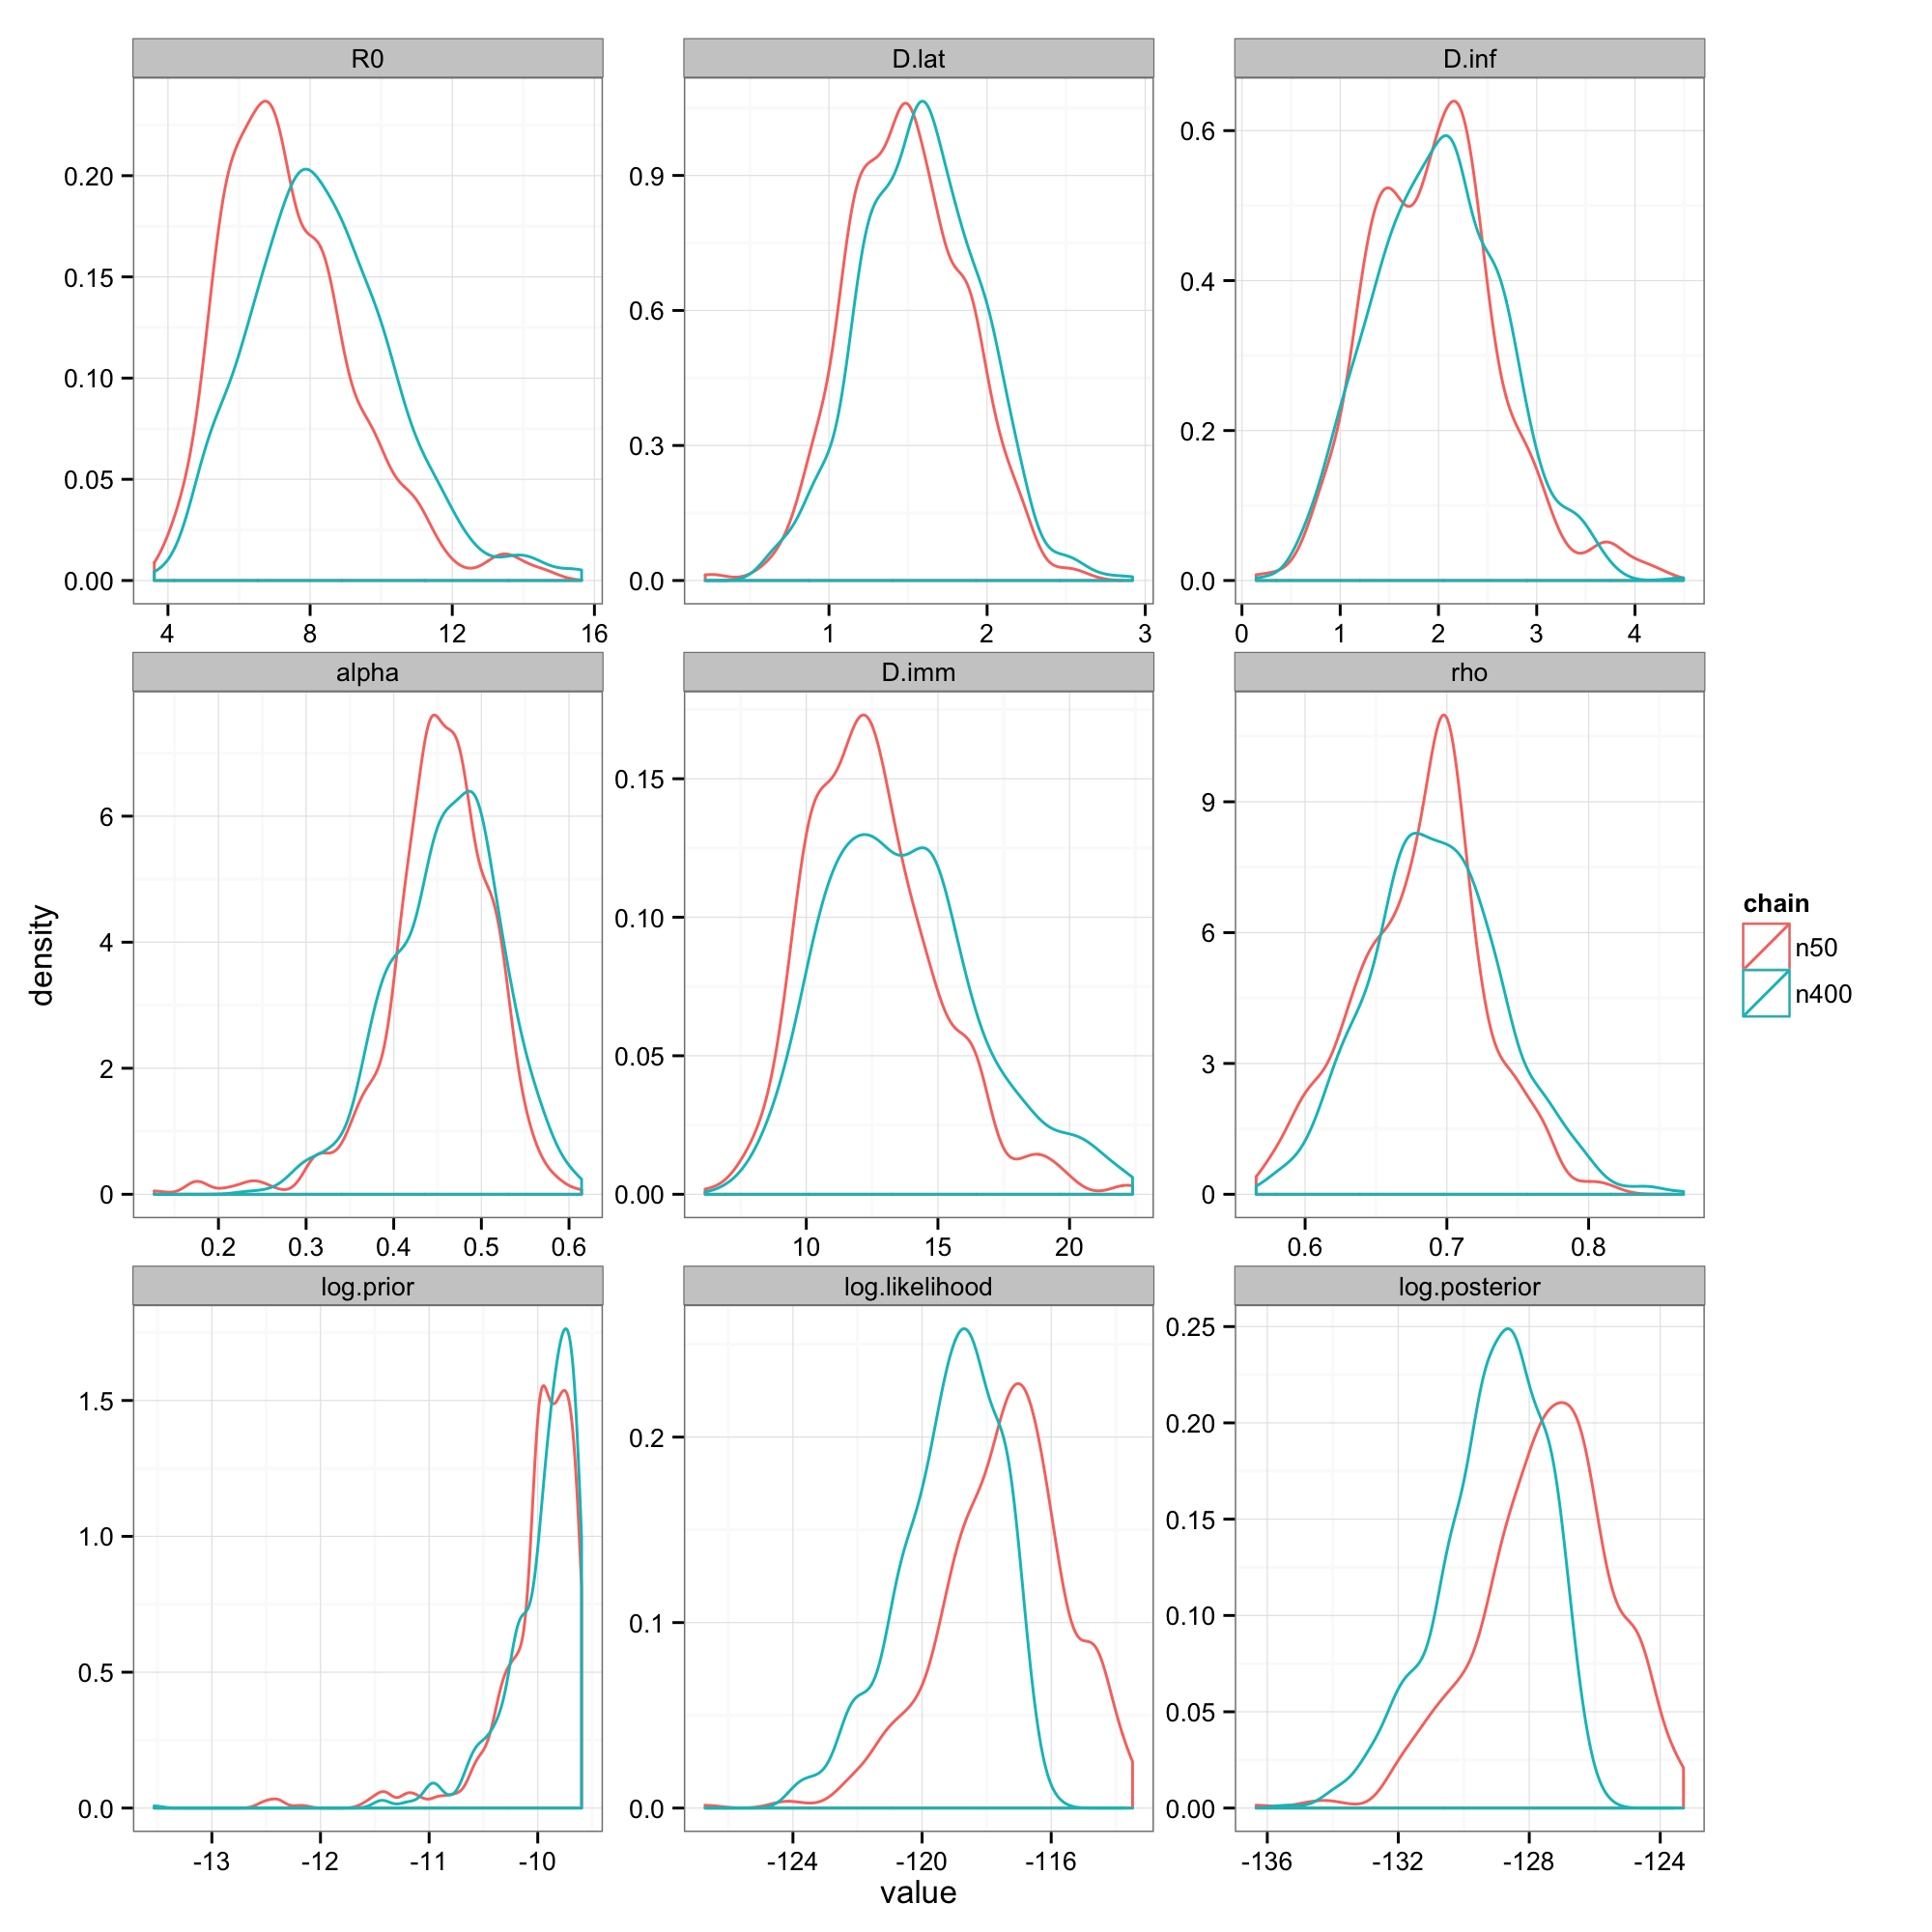 R0 D.lat D.inf
0.20 0.9 0.6
0.15 0.6 0.4
0.10 0.3 0.2
0.05 0.0 0.0
0.00
4 8 12 16 1 2 3 0 1 2 3 4
alpha D.imm rho
6 0.15 9
4 0.10 6
2 0.05 3
0 0.00 0
0.2 0.3 0.4 0.5 0.6 10 15 20 0.6 0.7 0.8
log.prior log.likelihood log.posterior
1.5 0.2 0.25
1.0 0.1 0.20
0.5 0.0 0.15
0.0 0.10
0.05
0.00
-13 -12 -11 -10 -124 -120 -116 -136 -132 -128 -124
density
value
chain
n50
n400